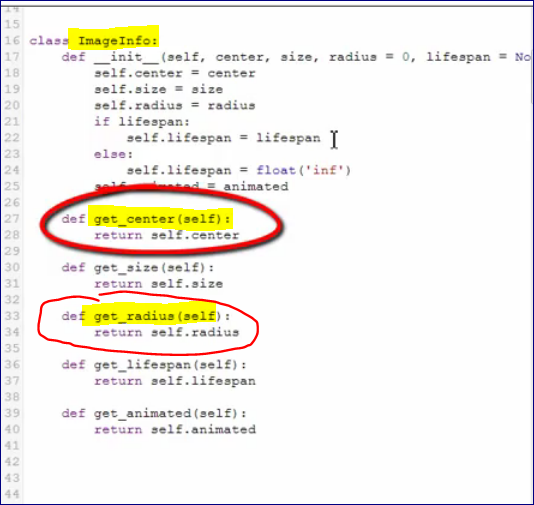 14
15
16 class ImageInfo:
17     def __init__(self, center, size, radius = 0, lifespan = No
18         self.center = center
19         self.size = size
20         self.radius = radius
21         if lifespan:
22             self.lifespan = lifespan
23         else:
24             self.lifespan = float('inf')
25         self.animated = animated
26
27     def get_center(self):
28         return self.center
29
30     def get_size(self):
31         return self.size
32
33     def get_radius(self):
34         return self.radius
35
36     def get_lifespan(self):
37         return self.lifespan
38
39     def get_animated(self):
40         return self.animated
41
42
43
44